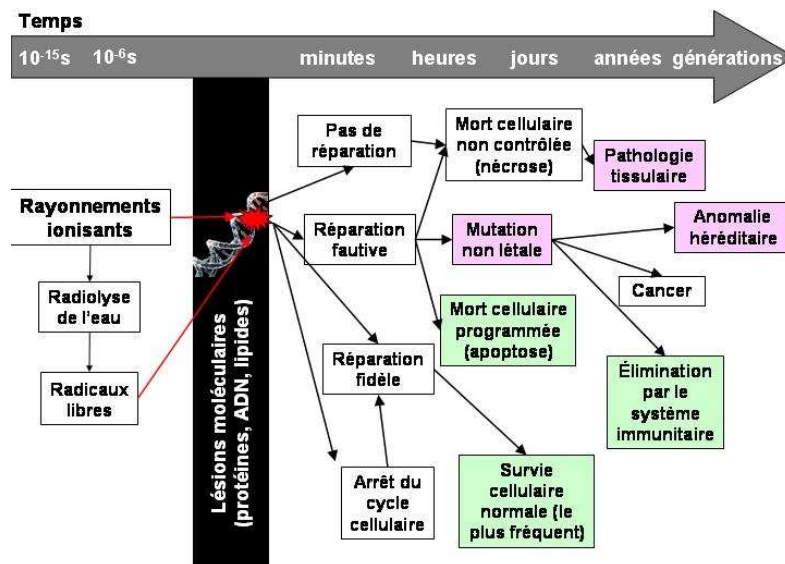 Temps
10-15s 10-6s minutes heures jours années générations
Rayonnements
ionisants
Radiolyse
de l'eau
Radicaux
libres
Lésions moléculaires
(protéines, ADN, lipides)
Pas de
réparation
Réparation
fautive
Réparation
fidèle
Arrêt du
cycle
cellulaire
Mort cellulaire
non contrôlée
(nécrose)
Mutation
non létale
Mort cellulaire
programmée
(apoptose)
Survie
cellulaire
normale (le
plus fréquent)
Pathologie
tissulaire
Anomalie
héréditaire
Cancer
Élimination
par le
système
immunitaire